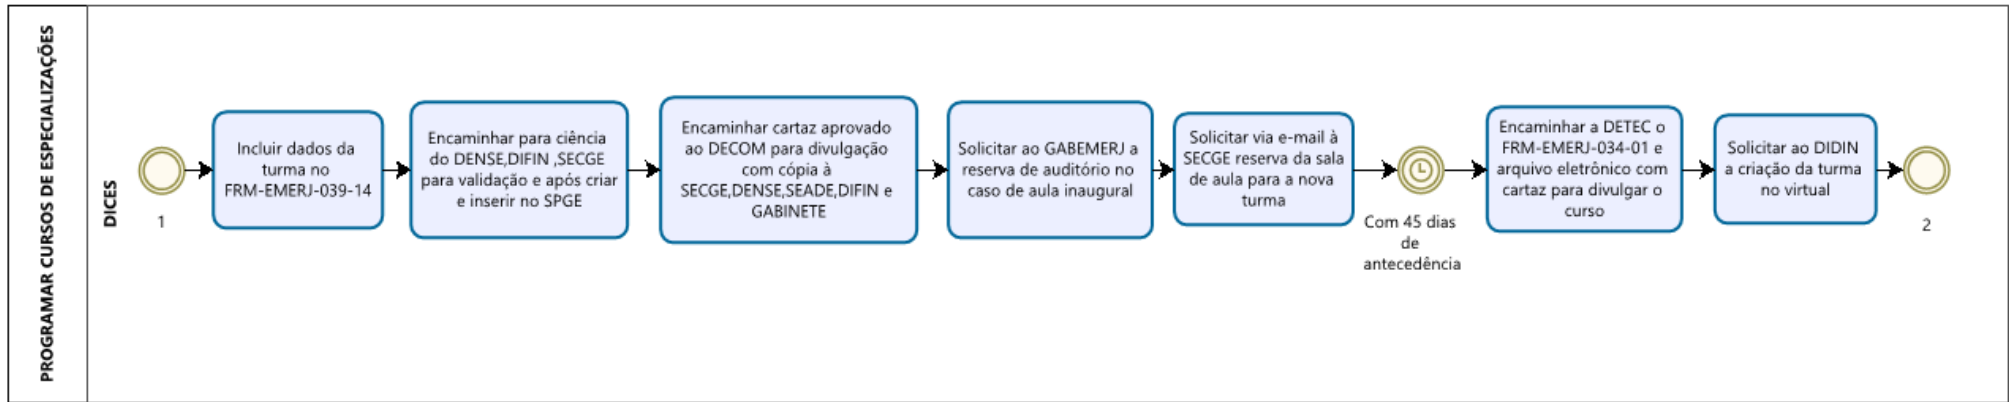 PROGRAMAR CURSOS DE ESPECIALIZAÇÕES
DICES
1
Incluir dados da
turma no
FRM-EMERJ-039-14
Encaminhar para ciência
do DENSE,DIFIN ,SECGE
para validação e após criar
e inserir no SPGE
Encaminhar cartaz aprovado
ao DECOM para divulgação
com cópia à
SECGE,DENSE,SEADE,DIFIN e
GABINETE
Solicitar ao GABEMERJ a
reserva de auditório no
caso de aula inaugural
Solicitar via e-mail à
SECGE reserva da sala
de aula para a nova
turma
Com 45 dias
de
antecedência
Encaminhar a DETEC o
FRM-EMERJ-034-01 e
arquivo eletrônico com
cartaz para divulgar o
curso
Solicitar ao DIDIN
a criação da turma
no virtual
2